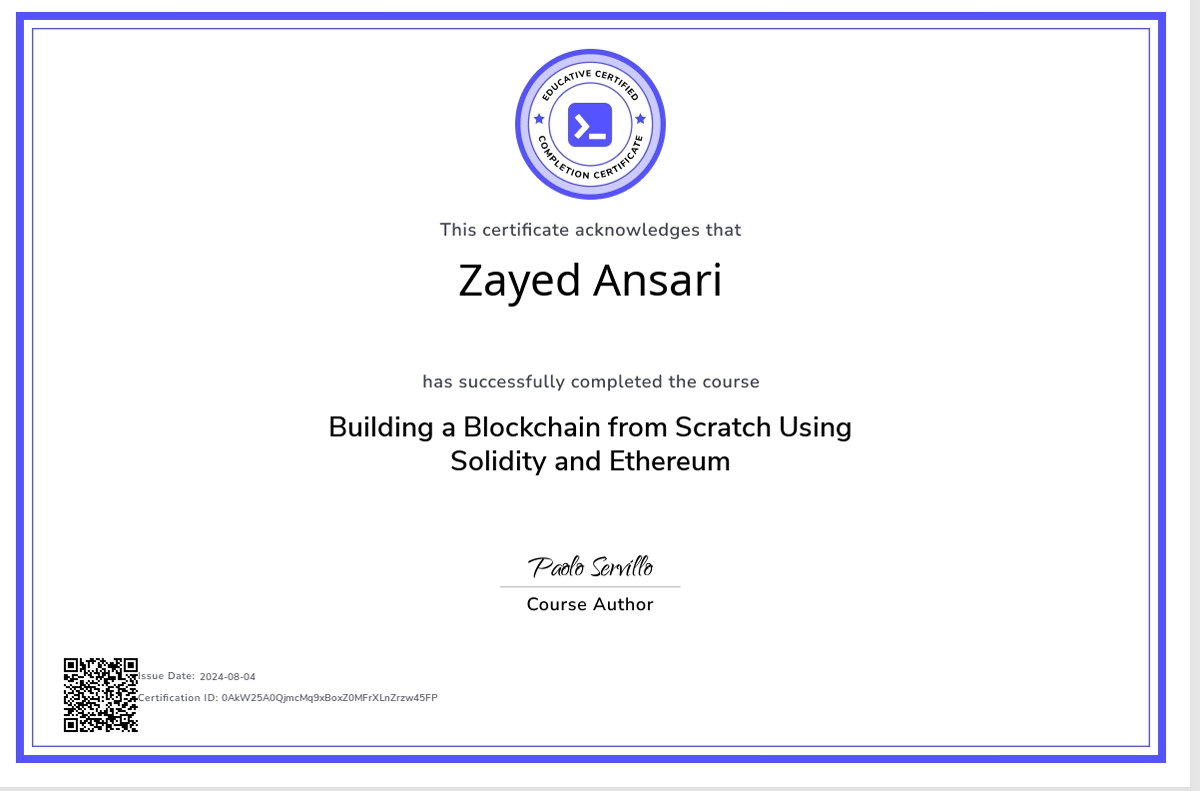 EDUCATIVE CERTIFIED
COMPLETION CERTIFICATE
This certificate acknowledges that
Zayed Ansari
has successfully completed the course
Building a Blockchain from Scratch Using
Solidity and Ethereum
Paolo Servillo
Course Author
Issue Date: 2024-08-04
Certification ID: 0AkW25A0QjmcMq9xBoxZ0MFrXLnZrzw45FP